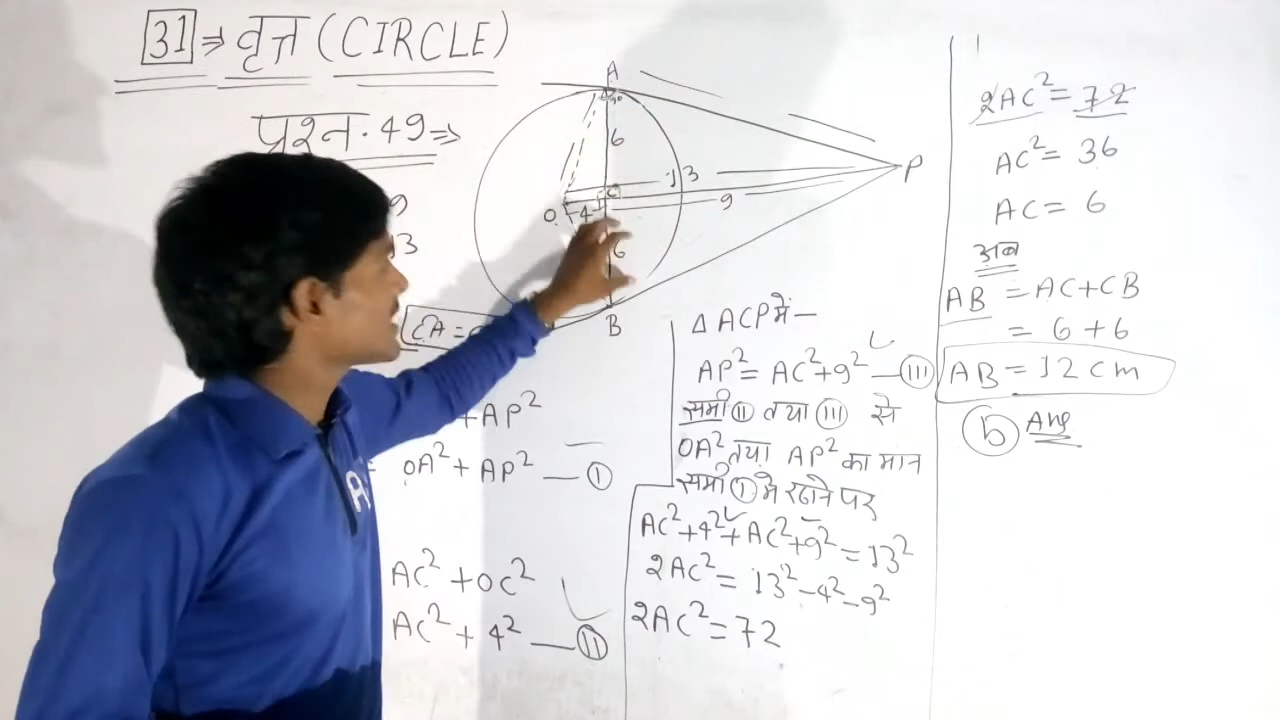 31 ⇒ वृत्त (CIRCLE)
प्रश्न. 49 ⇒
9
13
A
90
6
13
P
C
9
O
4
6
B
CA =
+AP²
= OA² + AP² — I
AC² + OC²
AC² + 4² — II
Δ ACP में —
AP² = AC² + 9² — III
समी II तथा III से
OA² तथा AP² का मान
समी I मे रखने पर
AC² + 4² + AC² + 9² = 13²
2AC² = 13² - 4² - 9²
2AC² = 72
2AC² = 72
AC² = 36
AC = 6
अब
AB = AC + CB
= 6 + 6
AB = 12 cm
b Ans
A